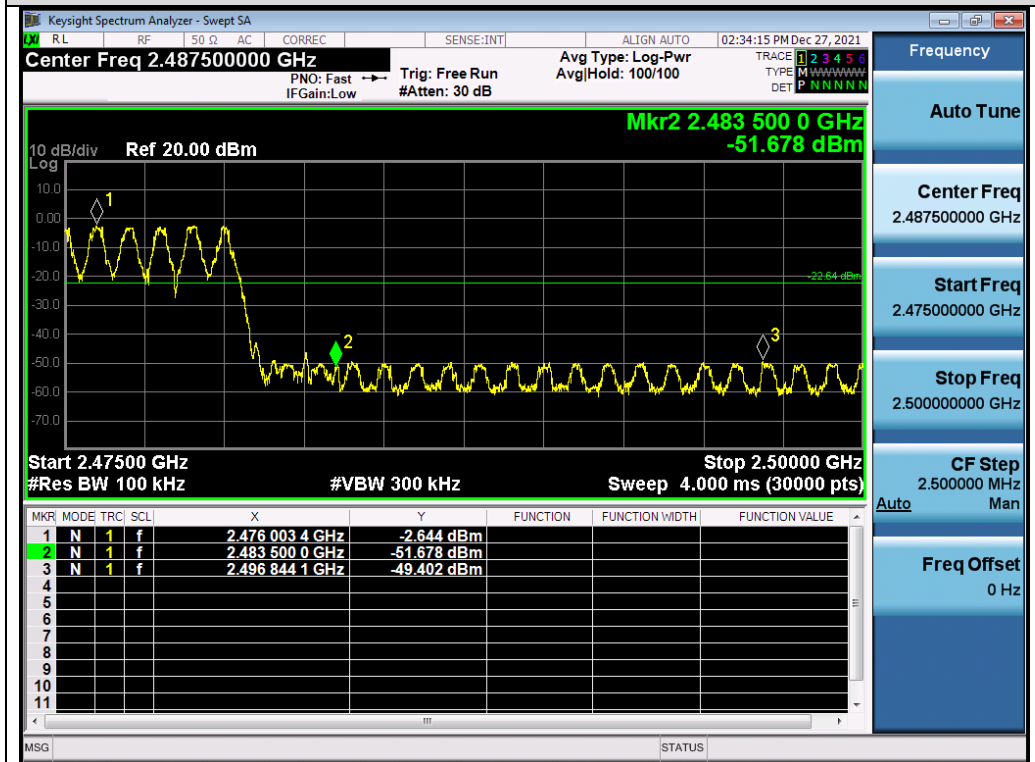 Keysight Spectrum Analyzer - Swept SA
LXI RL RF 50 Ω AC CORREC SENSE:INT ALIGN AUTO 02:34:15 PM Dec 27, 2021
Center Freq 2.487500000 GHz
PNO: Fast
IFGain:Low
Trig: Free Run
#Atten: 30 dB
Avg Type: Log-Pwr
Avg|Hold: 100/100
TRACE 1 2 3 4 5 6
TYPE M WWWWW
DET P N N N N N
Mkr2 2.483 500 0 GHz
-51.678 dBm
10 dB/div Ref 20.00 dBm
Log
10.0
0.00
-10.0
-20.0
-30.0
-40.0
-50.0
-60.0
-70.0
1
-22.64 dBm
2
3
Start 2.47500 GHz Stop 2.50000 GHz
#Res BW 100 kHz #VBW 300 kHz Sweep 4.000 ms (30000 pts)
MKR MODE TRC SCL X Y FUNCTION FUNCTION WIDTH FUNCTION VALUE
1 N 1 f 2.476 003 4 GHz -2.644 dBm
2 N 1 f 2.483 500 0 GHz -51.678 dBm
3 N 1 f 2.496 844 1 GHz -49.402 dBm
4
5
6
7
8
9
10
11
MSG STATUS
Frequency
Auto Tune
Center Freq
2.487500000 GHz
Start Freq
2.475000000 GHz
Stop Freq
2.500000000 GHz
CF Step
2.500000 MHz
Auto Man
Freq Offset
0 Hz